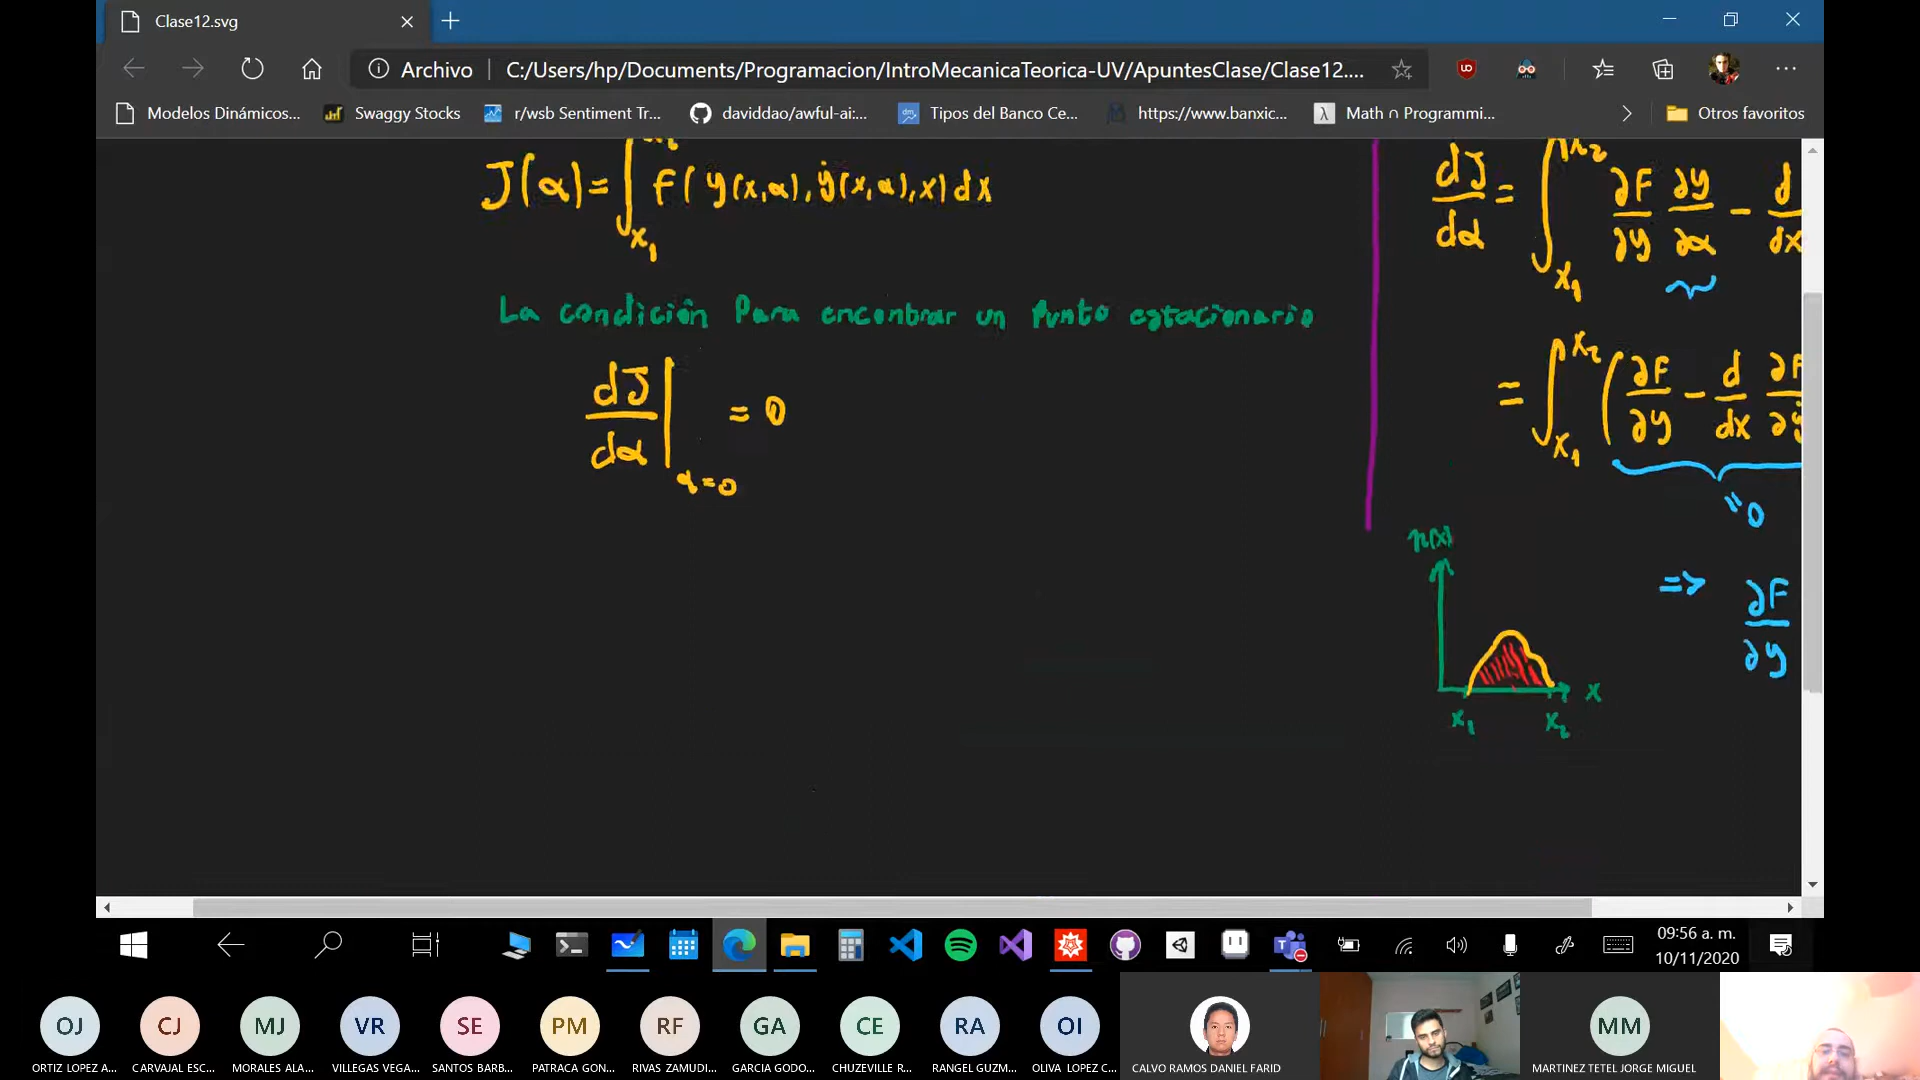 Clase12.svg
Archivo | C:/Users/hp/Documents/Programacion/IntroMecanicaTeorica-UV/ApuntesClase/Clase12....
Modelos Dinámicos... Swaggy Stocks r/wsb Sentiment Tr... daviddao/awful-ai:... Tipos del Banco Ce... https://www.banxic... Math ∩ Programmi... Otros favoritos
J(α) = ∫ x₁ f( y(x,α), ẏ(x,α), x) dx
La condición Para encontrar un Punto estacionario
dJ/dα |α=0 = 0
dJ/dα = ∫ x₁ x₂ ∂F/∂y ∂y/∂α - d/dx
= ∫ x₁ x₂ ( ∂F/∂y - d/dx ∂F/∂ẏ
"0
η(x)
x
x₁ x₂
=> ∂F/∂y
09:56 a. m.
10/11/2020
OJ CJ MJ VR SE PM RF GA CE RA OI MM
ORTIZ LOPEZ A... CARVAJAL ESC... MORALES ALA... VILLEGAS VEGA... SANTOS BARB... PATRACA GON... RIVAS ZAMUDI... GARCIA GODO... CHUZEVILLE R... RANGEL GUZM... OLIVA LOPEZ C... CALVO RAMOS DANIEL FARID MARTINEZ TETEL JORGE MIGUEL